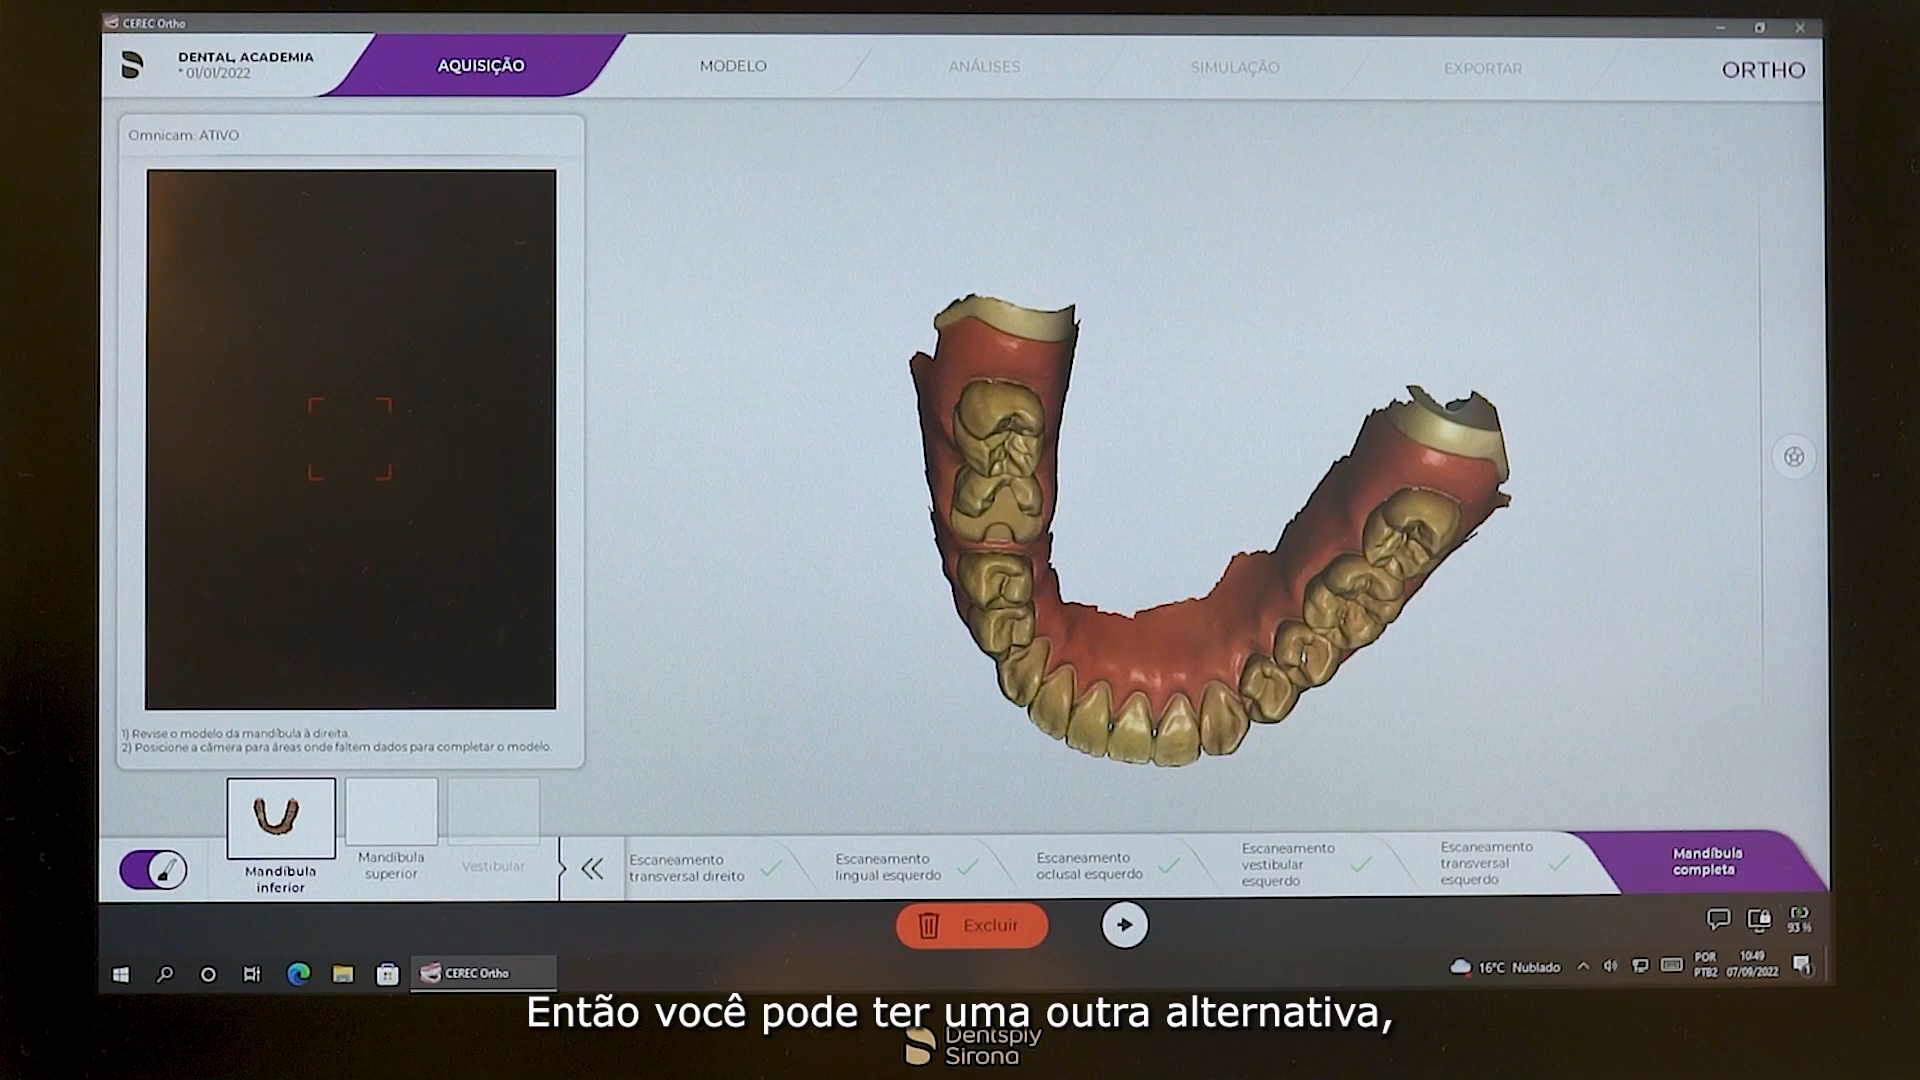 CEREC Ortho
DENTAL, ACADEMIA
* 01/01/2022
AQUISIÇÃO
MODELO
ANÁLISES
SIMULAÇÃO
EXPORTAR
ORTHO
Omnicam: ATIVO
1) Revise o modelo da mandíbula à direita.
2) Posicione a câmera para áreas onde faltem dados para completar o modelo.
Mandíbula
inferior
Mandíbula
superior
Vestibular
Escaneamento
transversal direito
Escaneamento
lingual esquerdo
Escaneamento
oclusal esquerdo
Escaneamento
vestibular
esquerdo
Escaneamento
transversal
esquerdo
Mandíbula
completa
Excluir
93 %
CEREC Ortho
16°C Nublado
POR
PTB2
10:49
07/09/2022
1
Então você pode ter uma outra alternativa,
Dentsply
Sirona